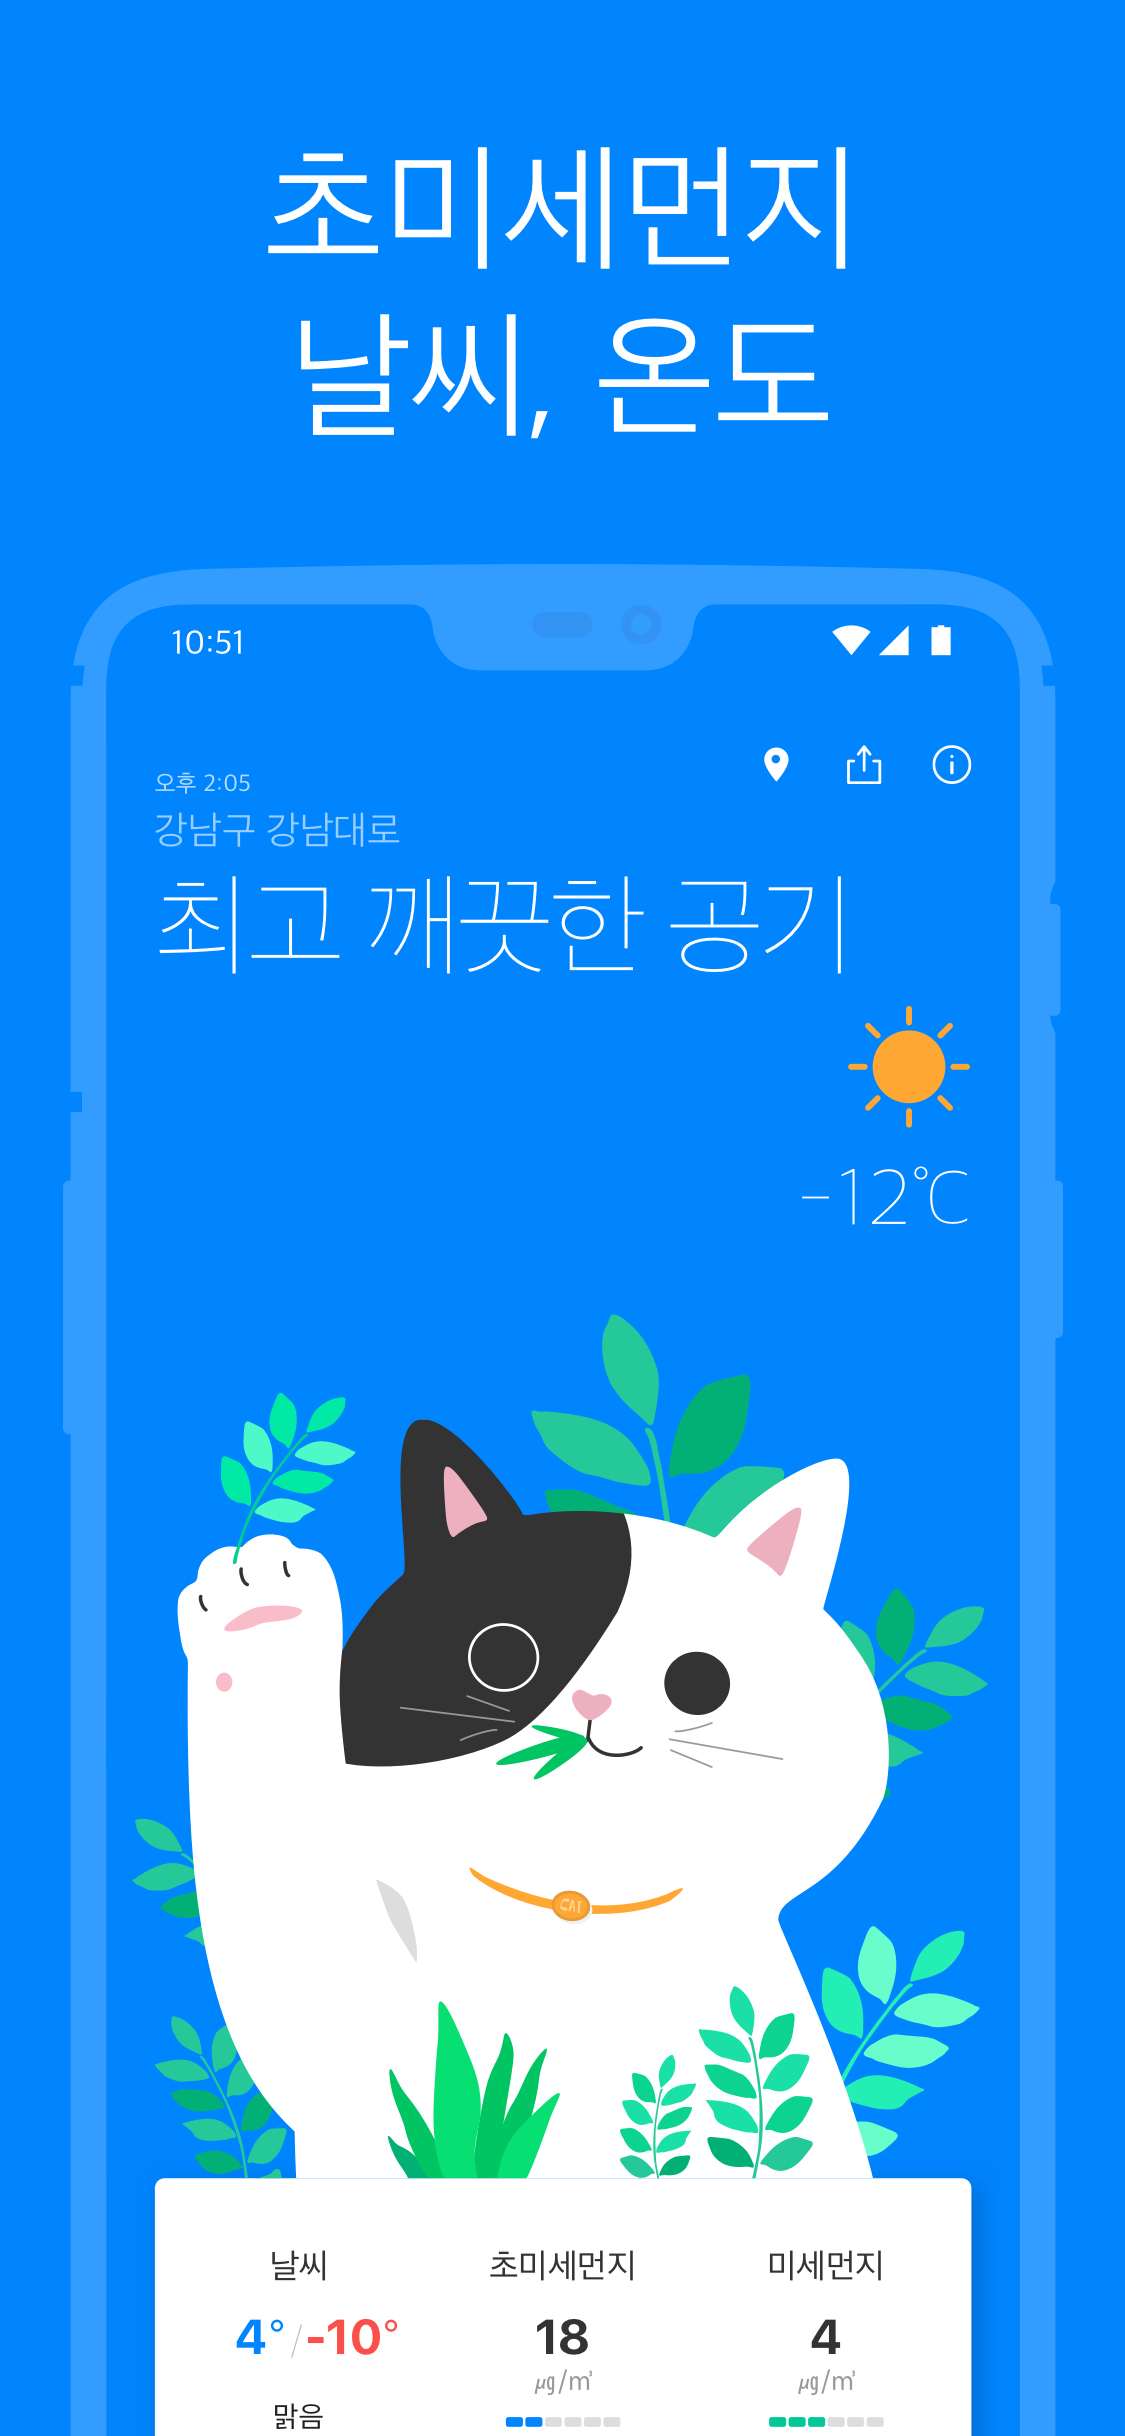 초미세먼지
날씨, 온도
10:51
오후 2:05
강남구 강남대로
최고 깨끗한 공기
-12℃
CAT
날씨 초미세먼지 미세먼지
4°/-10° 18 4
㎍/㎥ ㎍/㎥
맑음